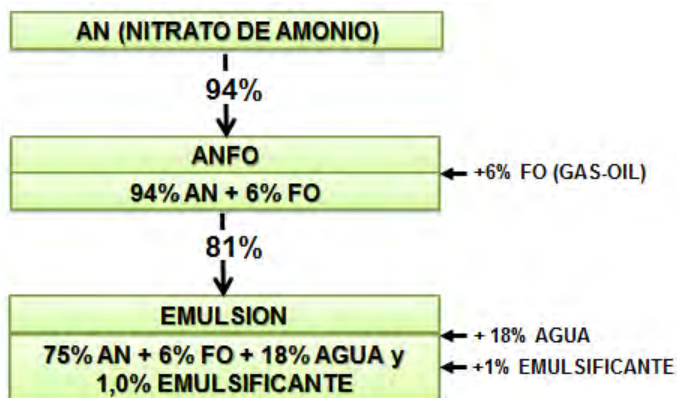 AN (NITRATO DE AMONIO)
94%
ANFO
94% AN + 6% FO
+6% FO (GAS-OIL)
81%
EMULSION
+ 18% AGUA
75% AN + 6% FO + 18% AGUA y
1,0% EMULSIFICANTE
+1% EMULSIFICANTE